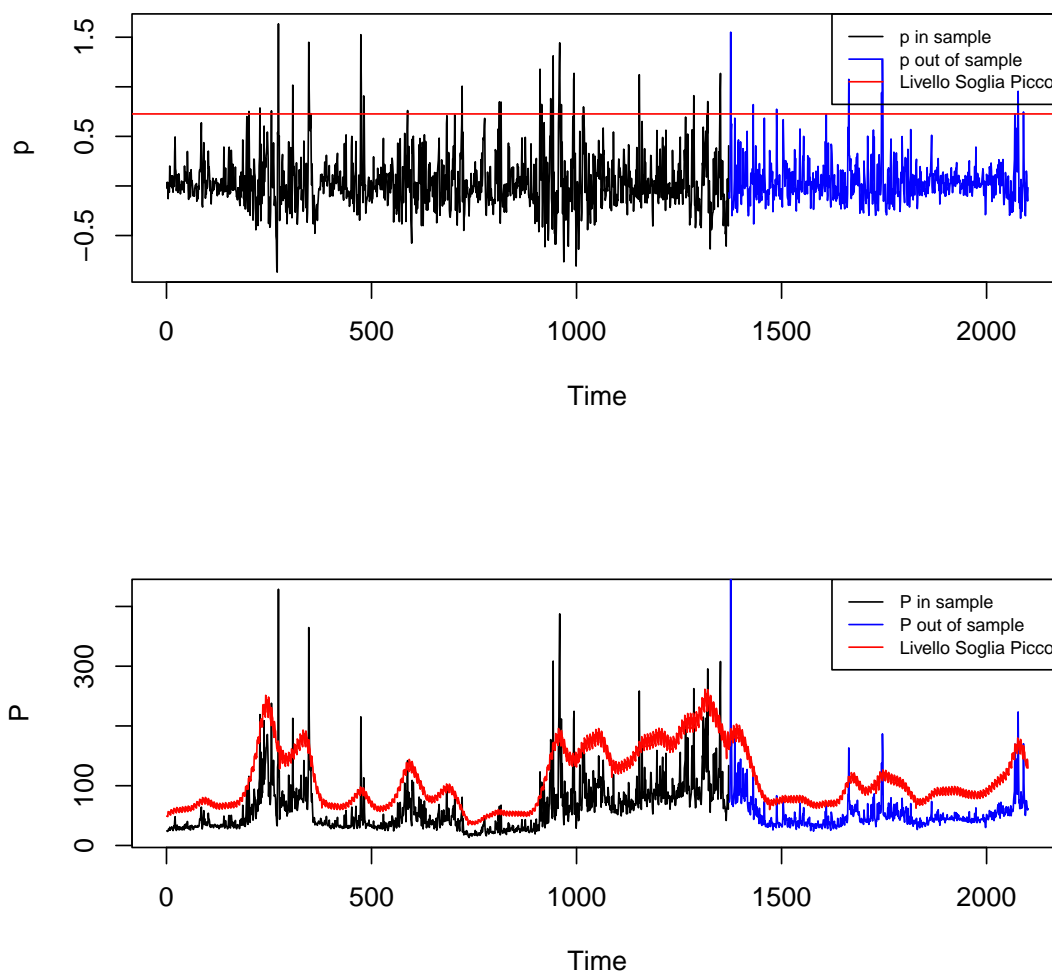 p
1.5
0.5
−0.5
p in sample
p out of sample
Livello Soglia Picco
0 500 1000 1500 2000
Time
P
300
100
0
P in sample
P out of sample
Livello Soglia Picco
0 500 1000 1500 2000
Time